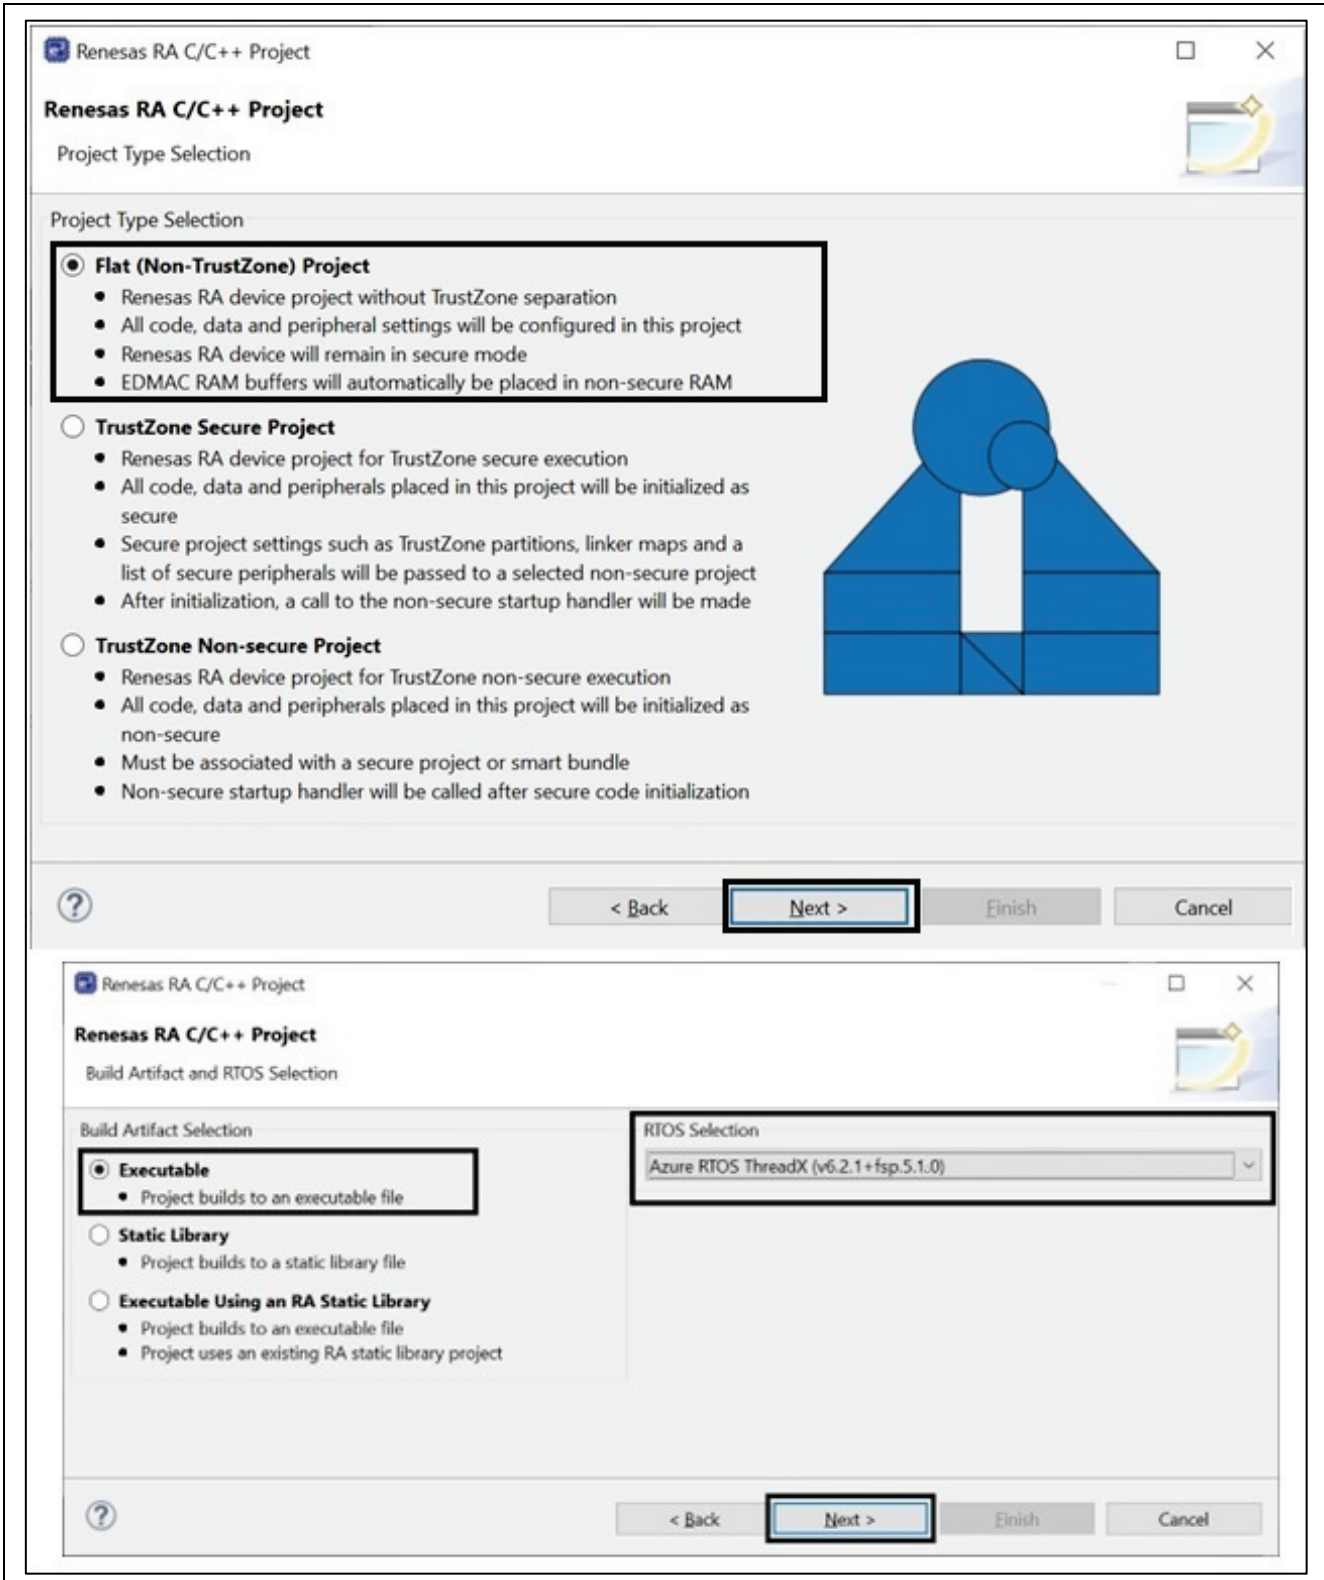 Renesas RA C/C++ Project
Renesas RA C/C++ Project
Project Type Selection
Project Type Selection
Flat (Non-TrustZone) Project
• Renesas RA device project without TrustZone separation
• All code, data and peripheral settings will be configured in this project
• Renesas RA device will remain in secure mode
• EDMAC RAM buffers will automatically be placed in non-secure RAM
TrustZone Secure Project
• Renesas RA device project for TrustZone secure execution
• All code, data and peripherals placed in this project will be initialized as
secure
• Secure project settings such as TrustZone partitions, linker maps and a
list of secure peripherals will be passed to a selected non-secure project
• After initialization, a call to the non-secure startup handler will be made
TrustZone Non-secure Project
• Renesas RA device project for TrustZone non-secure execution
• All code, data and peripherals placed in this project will be initialized as
non-secure
• Must be associated with a secure project or smart bundle
• Non-secure startup handler will be called after secure code initialization
? < Back Next > Finish Cancel
Renesas RA C/C++ Project
Renesas RA C/C++ Project
Build Artifact and RTOS Selection
Build Artifact Selection
Executable
• Project builds to an executable file
Static Library
• Project builds to a static library file
Executable Using an RA Static Library
• Project builds to an executable file
• Project uses an existing RA static library project
RTOS Selection
Azure RTOS ThreadX (v6.2.1+fsp.5.1.0)
? < Back Next > Finish Cancel